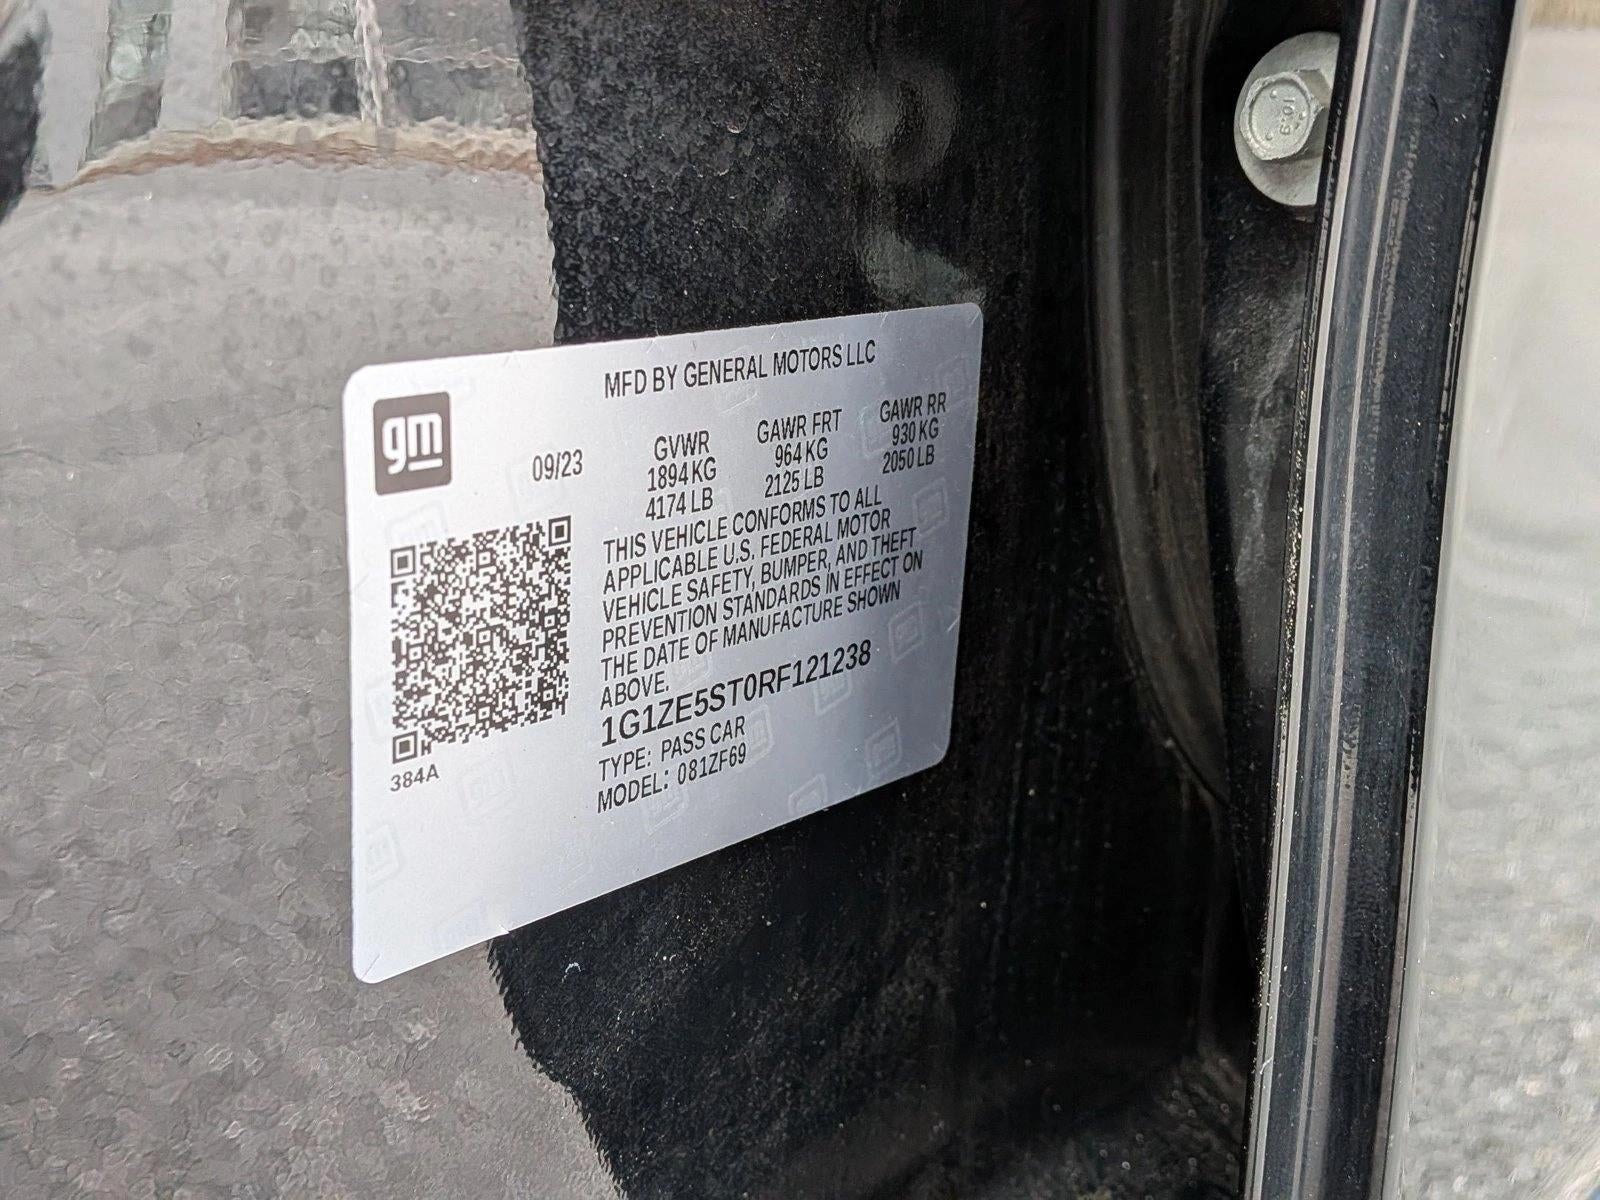 MFD BY GENERAL MOTORS LLC
gm
09/23
GVWR
1894 KG
4174 LB
GAWR FRT
964 KG
2125 LB
GAWR RR
930 KG
2050 LB
THIS VEHICLE CONFORMS TO ALL
APPLICABLE U.S. FEDERAL MOTOR
VEHICLE SAFETY, BUMPER, AND THEFT
PREVENTION STANDARDS IN EFFECT ON
THE DATE OF MANUFACTURE SHOWN
ABOVE.
1G1ZE5ST0RF121238
TYPE: PASS CAR
MODEL: 081ZF69
384A
10.9